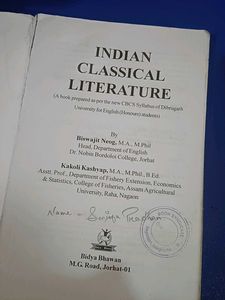 INDIAN
CLASSICAL
LITERATURE
(A book prepared as per the new CBCS Syllabus of Dibrugarh
University for English (Honours) students)
By
Biswajit Neog, M.A., M.Phil
Head, Department of English
Dr. Nobin Bordoloi College, Jorhat
Kakoli Kashyap, M.A., M.Phil., B.Ed.
Asstt. Prof., Department of Fishery Extension, Economics
& Statistics, College of Fisheries, Assam Agricultural
University, Raha, Nagaon
Name -
Bidya Bhawan
M.G. Road, Jorhat-01